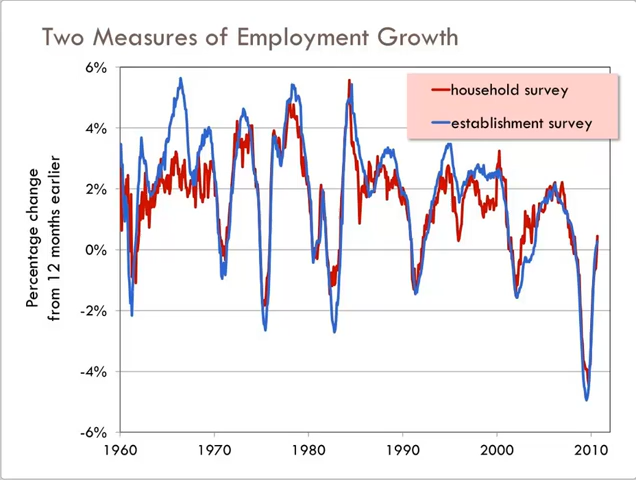 Two Measures of Employment Growth
6%
household survey
establishment survey
4%
2%
0%
-2%
-4%
-6%
Percentage change
from 12 months earlier
1960 1970 1980 1990 2000 2010